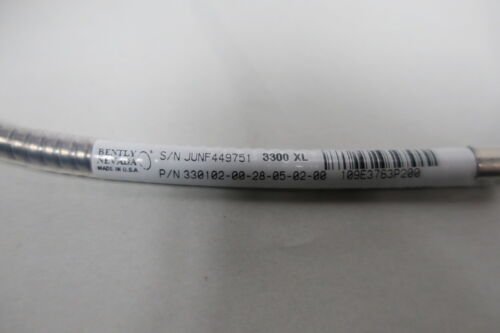 BENTLY
NEVADA
MADE IN U.S.A.
S/N JUNF449751 3300 XL
P/N 330102-00-28-05-02-00
109E3763P200